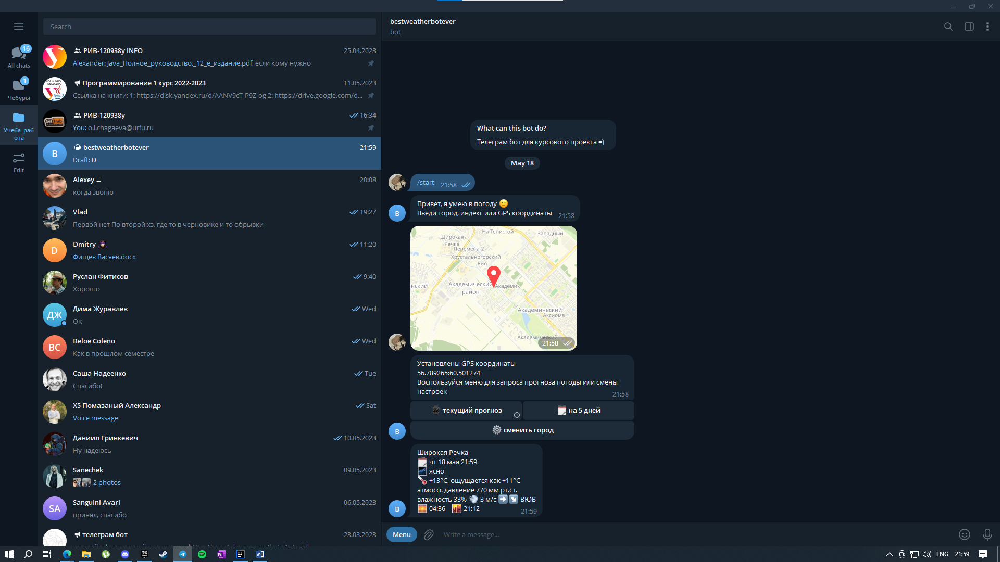 Search
16
All chats
1
Чебуры
Учеба_раб
ота
Edit
РИВ-120938у INFO
25.04.2023
Alexander: Java_Полное_руководство,_12_е_издание.pdf, если кому нужно
Программирование 1 курс 2022-2023
11.05.2023
Ссылка на книги: 1: https://disk.yandex.ru/d/AANV9cT-P9Z-og 2: https://drive.google.com/d...
РИВ-120938у
16:34
You: o.l.chagaeva@urfu.ru
B
bestweatherbotever
21:59
Draft: D
Alexey
20:08
когда звоню
Vlad
19:27
Первой нет По второй хз, где то в черновике и то обрывки
D
Dmitry
11:20
Фищев Васяев.docx
Руслан Фитисов
9:40
Хорошо
ДЖ
Дима Журавлев
Wed
Ок
BC
Beloe Coleno
Wed
Как в прошлом семестре
Саша Надеенко
Tue
Спасибо!
X5 Помазаный Александр
Sat
Voice message
Даниил Гринкевич
10.05.2023
Ну надеюсь
Sanechek
09.05.2023
2 photos
SA
Sanguini Avari
06.05.2023
принял, спасибо
телеграм бот
23.03.2023
bestweatherbotever
bot
What can this bot do?
Телеграм бот для курсового проекта =)
May 18
/start 21:58
Привет, я умею в погоду
Введи город, индекс или GPS координаты 21:58
B
На Тенистой
Западный
Широкая
Речка
Перемена-2
Хрустальногорский
Рио
нский
Академический
район
Академик
Академический
Аксиома
Академический
21:58
Установлены GPS координаты
56.789265:60.501274
Воспользуйся меню для запроса прогноза погоды или смены
настроек
21:58
текущий прогноз
на 5 дней
сменить город
B
Широкая Речка
чт 18 мая 21:59
ясно
+13°C, ощущается как +11°C
атмосф. давление 770 мм рт.ст.
влажность 33% 3 м/с ВЮВ
04:36 21:12
21:59
B
Menu
Write a message...
ENG
21:59